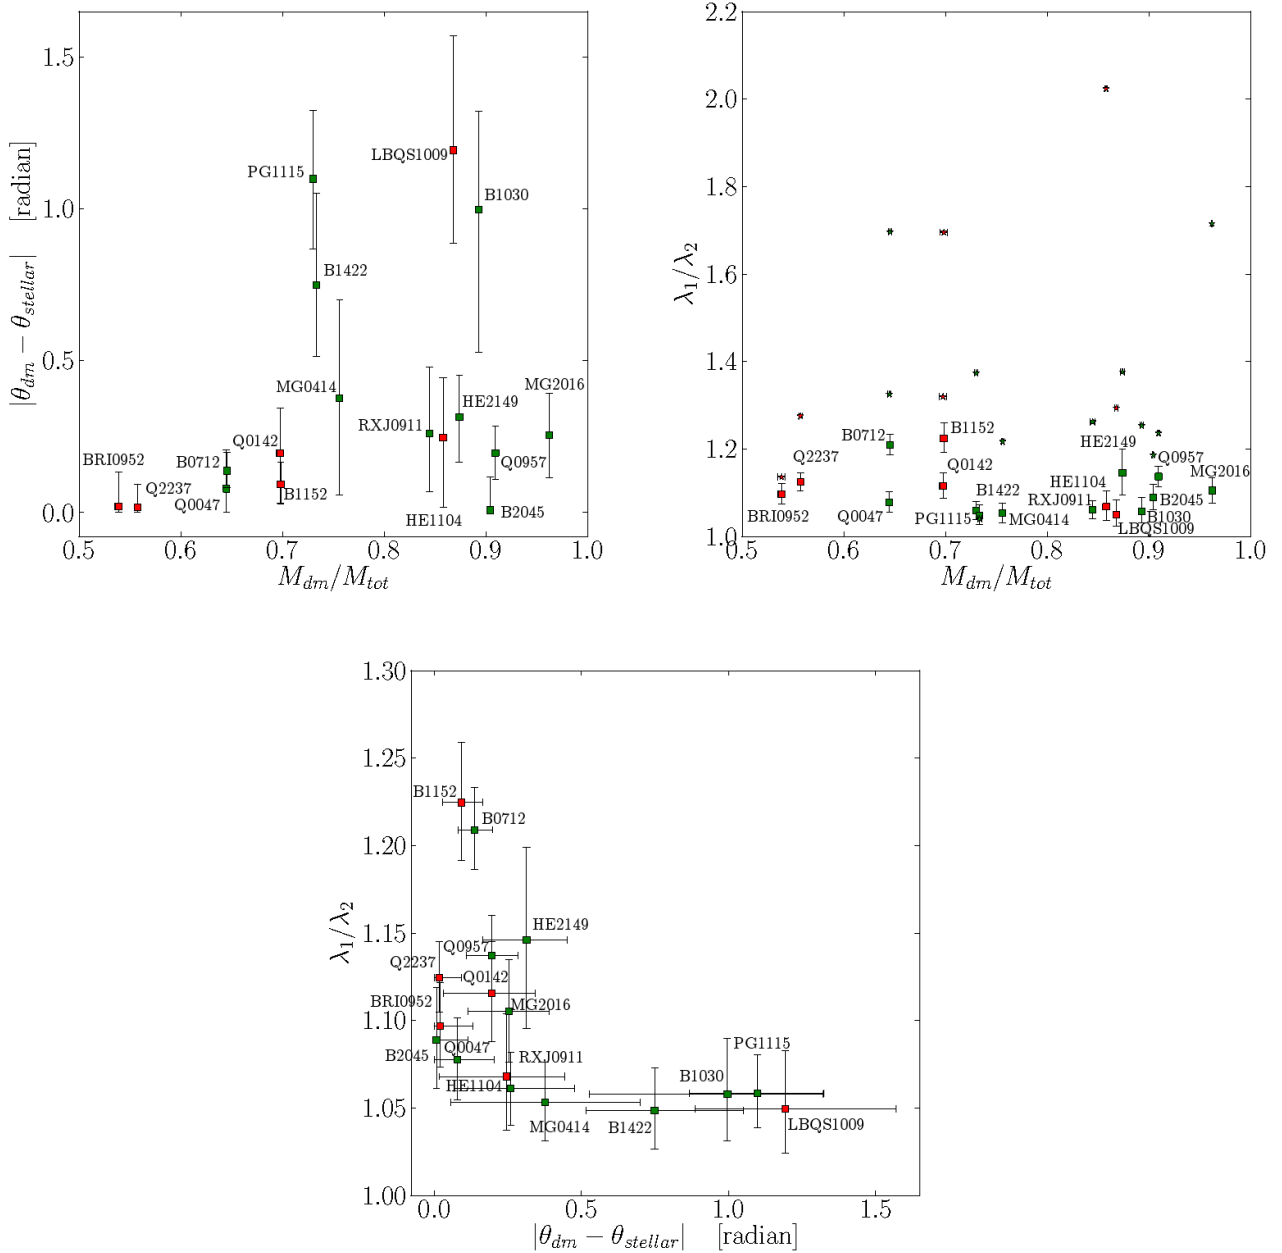 |θdm − θstellar| [radian]
1.5
1.0
0.5
0.0
LBQS1009
PG1115
B1030
B1422
MG0414
MG2016
HE2149
RXJ0911
Q0142
BRI0952
B0712
Q0957
Q2237
Q0047
B1152
HE1104
B2045
0.5 0.6 0.7 0.8 0.9 1.0
Mdm/Mtot
λ1/λ2
2.2
2.0
1.8
1.6
1.4
1.2
1.0
B0712
B1152
HE2149
Q2237
Q0957
Q0142
MG2016
HE1104
B1422
RXJ0911
B2045
BRI0952
Q0047
PG1115
MG0414
B1030
LBQS1009
0.5 0.6 0.7 0.8 0.9 1.0
Mdm/Mtot
λ1/λ2
1.30
1.25
1.20
1.15
1.10
1.05
1.00
B1152
B0712
HE2149
Q0957
Q2237
Q0142
BRI0952
MG2016
Q0047
B2045
RXJ0911
PG1115
B1030
HE1104
MG0414
B1422
LBQS1009
0.0 0.5 1.0 1.5
|θdm − θstellar| [radian]